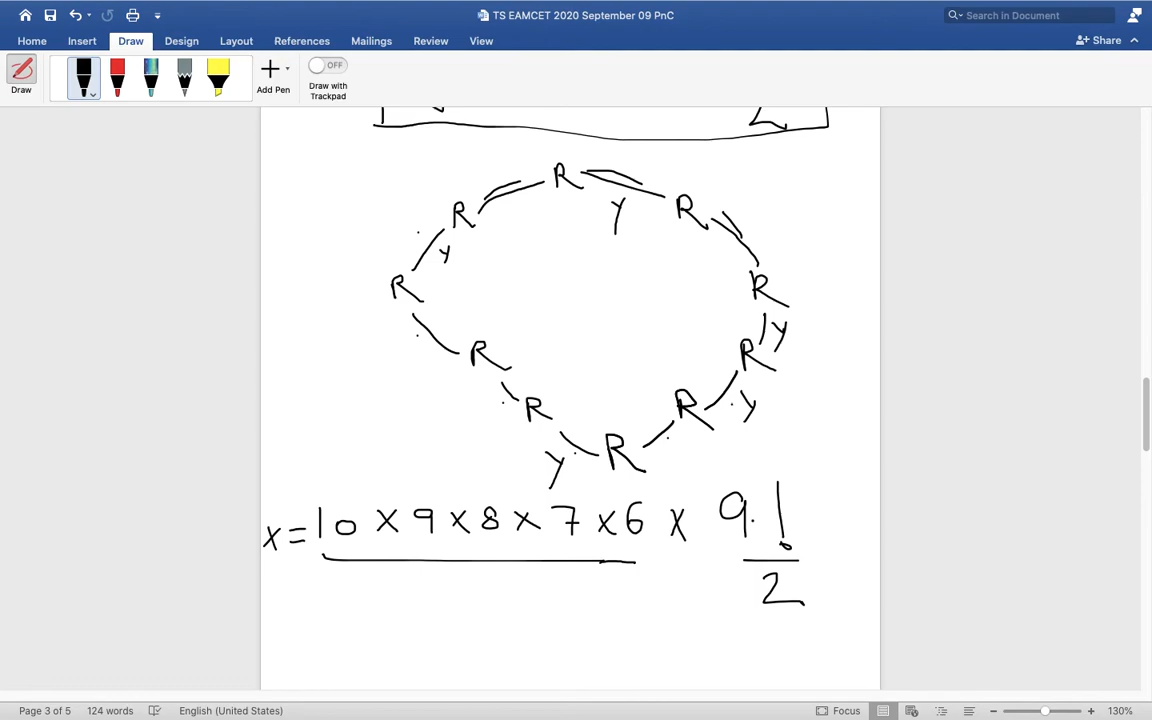 TS EAMCET 2020 September 09 PnC
Search in Document
Home Insert Draw Design Layout References Mailings Review View
Share
Draw
OFF
Draw with Trackpad
Add Pen
R
R R
y
y
R R
y
R R
y
R R
R
y
x = 10 × 9 × 8 × 7 × 6 × 9!
2
Page 3 of 5 124 words English (United States) Focus 130%